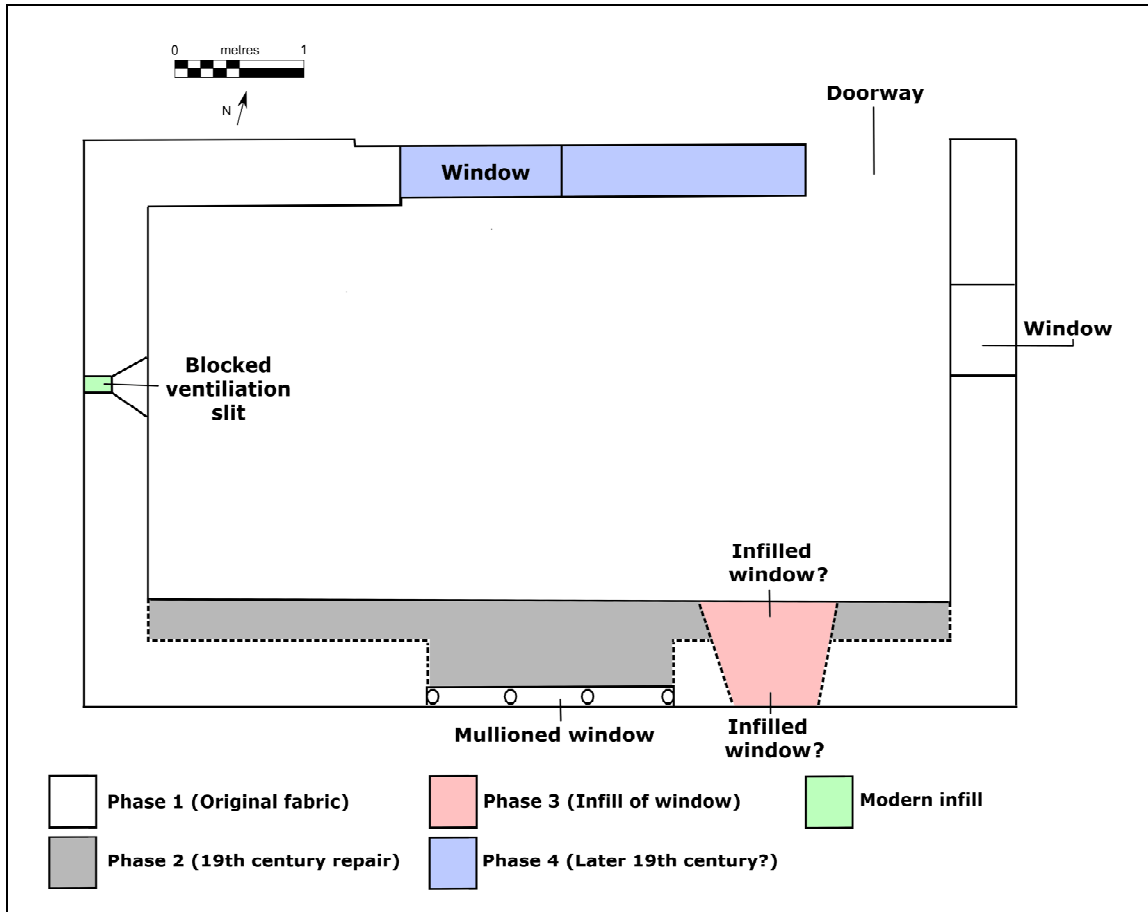 0 metres 1
N
Doorway
Window
Window
Blocked
ventiliation
slit
Infilled
window?
Mullioned window
Infilled
window?
Phase 1 (Original fabric)
Phase 3 (Infill of window)
Modern infill
Phase 2 (19th century repair)
Phase 4 (Later 19th century?)